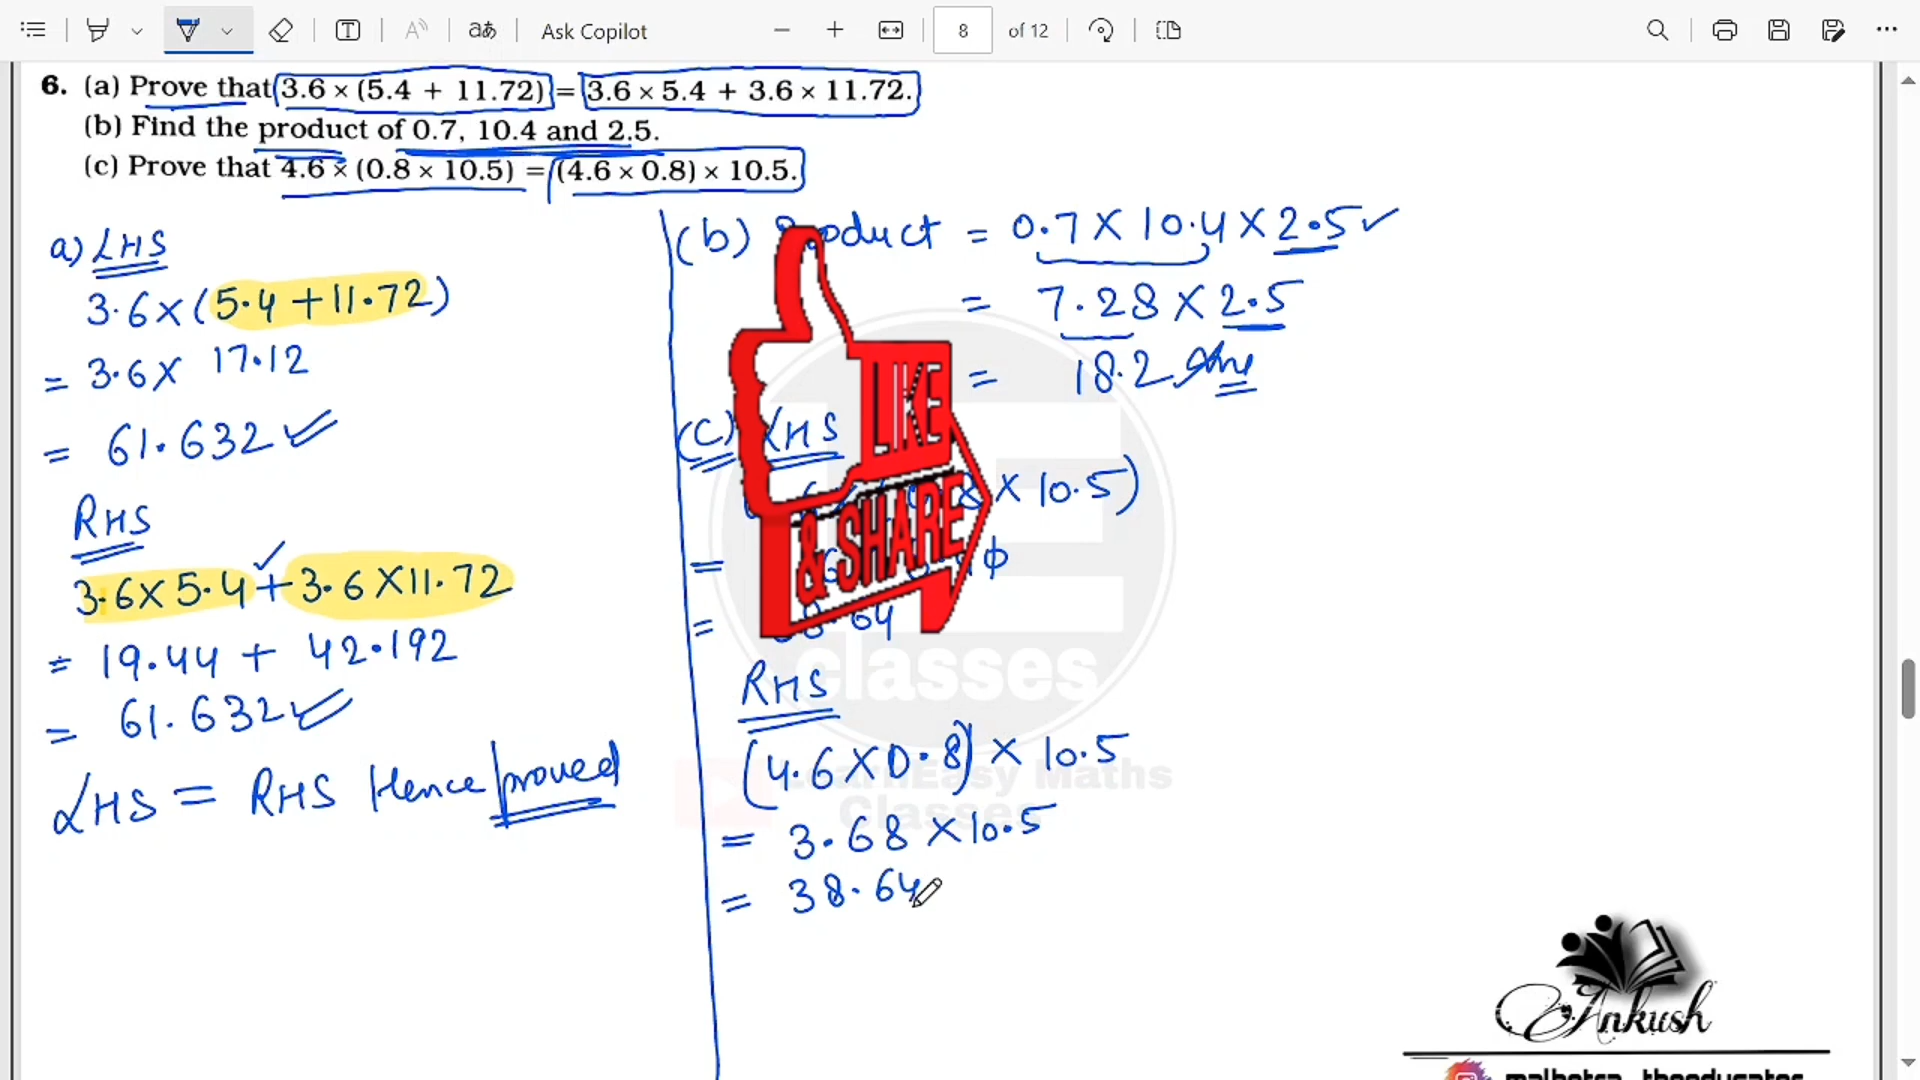 Ask Copilot 8 of 12
6. (a) Prove that 3.6 × (5.4 + 11.72) = 3.6 × 5.4 + 3.6 × 11.72.
(b) Find the product of 0.7, 10.4 and 2.5.
(c) Prove that 4.6 × (0.8 × 10.5) = (4.6 × 0.8) × 10.5.
a) LHS
3.6 × (5.4 + 11.72)
= 3.6 × 17.12
= 61.632
RHS
3.6 × 5.4 + 3.6 × 11.72
= 19.44 + 42.192
= 61.632
LHS = RHS Hence proved
(b) Product = 0.7 × 10.4 × 2.5
= 7.28 × 2.5
= 18.2 Ans
(c) LHS
× 10.5)
=
= 64
RHS
(4.6 × 0.8) × 10.5
= 3.68 × 10.5
= 38.64
LIKE
& SHARE
E
classes
LearnEasy Maths
Classes
Ankush